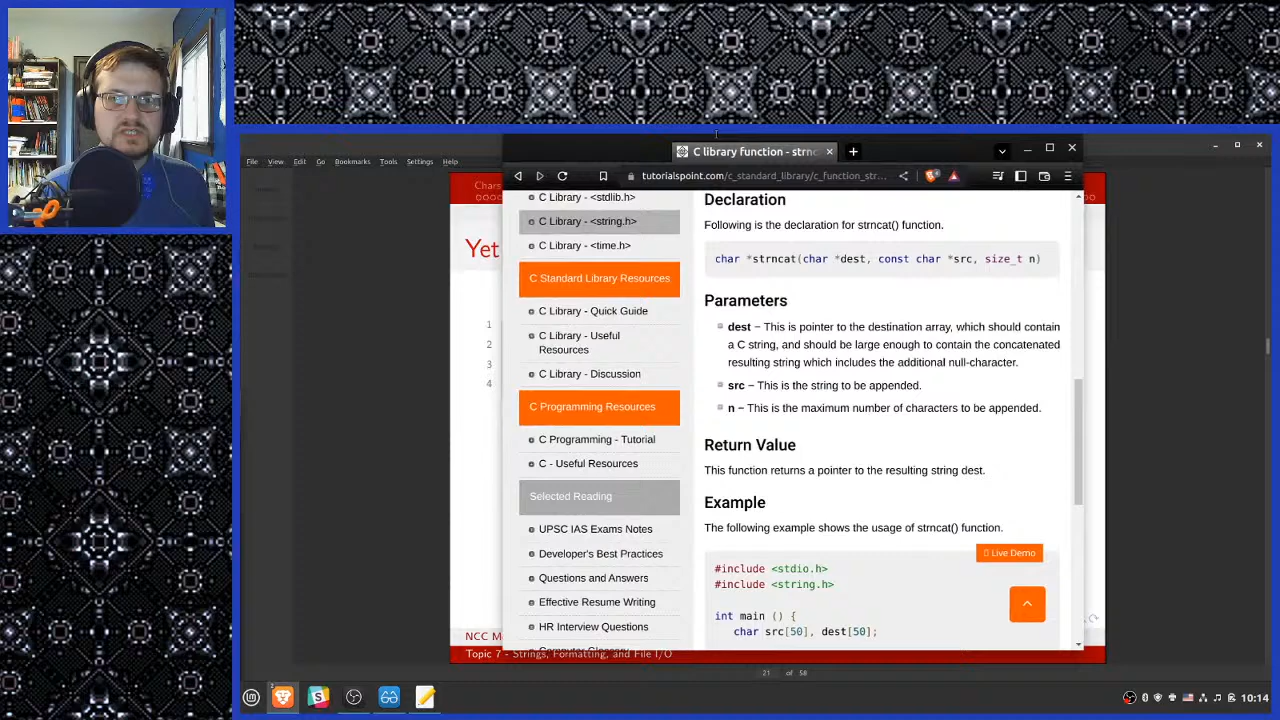 File View Edit Go Bookmarks Tools Settings Help
Chars
Yet
1
2
3
4
NCC M
Topic 7 - Strings, Formatting, and File I/O
21 of 58
C library function - strnc
tutorialspoint.com/c_standard_library/c_function_str...
C Library - <stdlib.h>
C Library - <string.h>
C Library - <time.h>
C Standard Library Resources
C Library - Quick Guide
C Library - Useful
Resources
C Library - Discussion
C Programming Resources
C Programming - Tutorial
C - Useful Resources
Selected Reading
UPSC IAS Exams Notes
Developer's Best Practices
Questions and Answers
Effective Resume Writing
HR Interview Questions
Computer Glossary
Declaration
Following is the declaration for strncat() function.
char *strncat(char *dest, const char *src, size_t n)
Parameters
dest − This is pointer to the destination array, which should contain
a C string, and should be large enough to contain the concatenated
resulting string which includes the additional null-character.
src − This is the string to be appended.
n − This is the maximum number of characters to be appended.
Return Value
This function returns a pointer to the resulting string dest.
Example
The following example shows the usage of strncat() function.
Live Demo
#include <stdio.h>
#include <string.h>
int main () {
char src[50], dest[50];
10:14